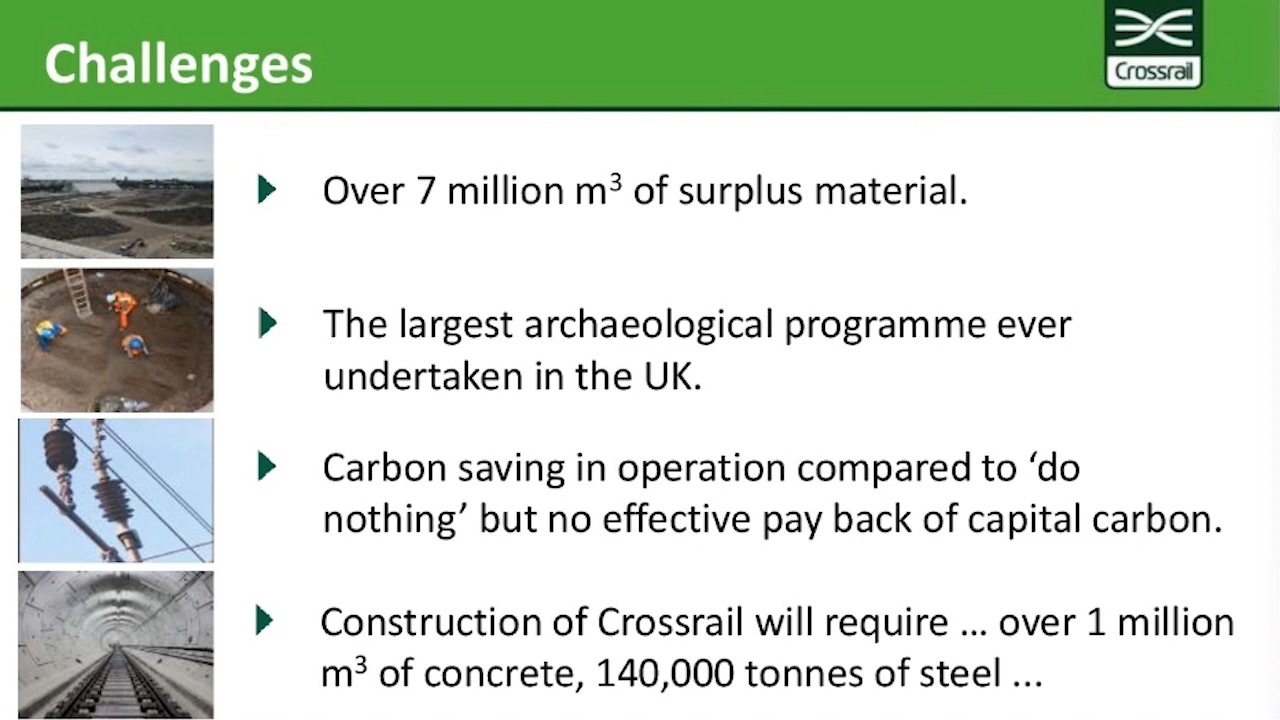 Challenges
Crossrail
Over 7 million m³ of surplus material.
The largest archaeological programme ever
undertaken in the UK.
Carbon saving in operation compared to ‘do
nothing’ but no effective pay back of capital carbon.
Construction of Crossrail will require ... over 1 million
m³ of concrete, 140,000 tonnes of steel ...